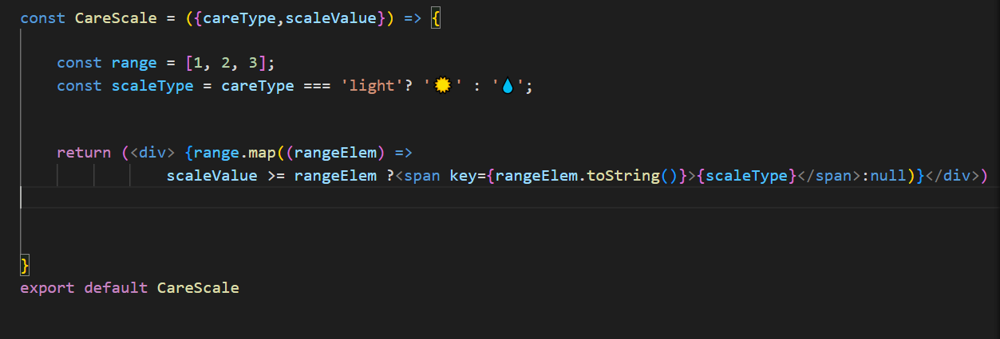 const CareScale = ({careType,scaleValue}) => {
const range = [1, 2, 3];
const scaleType = careType === 'light'? '☀️' : '💧';
return (<div> {range.map((rangeElem) =>
scaleValue >= rangeElem ?<span key={rangeElem.toString()}>{scaleType}</span>:null)}</div>)
}
export default CareScale